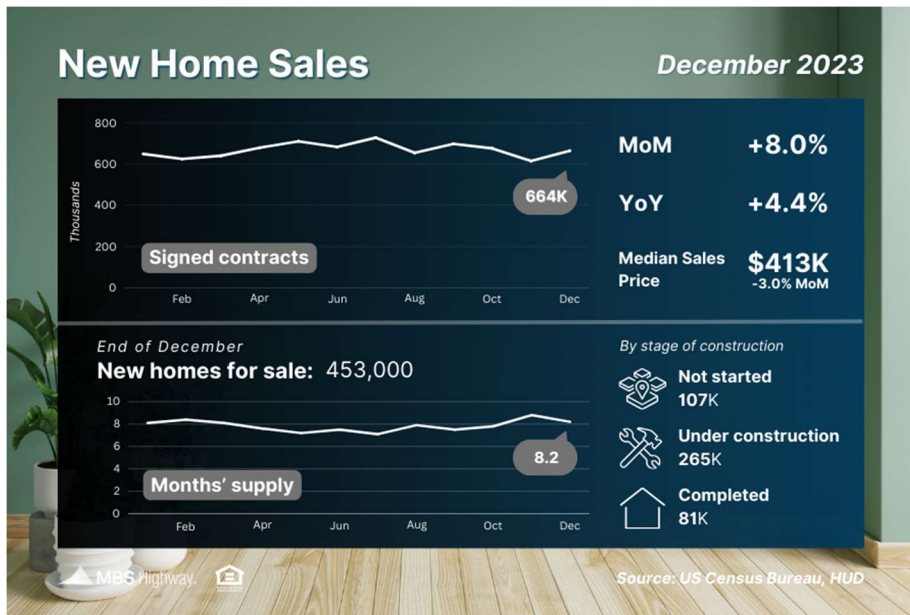 New Home Sales
December 2023
800
600
400
200
0
Thousands
664K
Signed contracts
Feb Apr Jun Aug Oct Dec
MoM +8.0%
YoY +4.4%
Median Sales
Price
$413K
-3.0% MoM
End of December
New homes for sale: 453,000
10
8
6
4
2
0
8.2
Months' supply
Feb Apr Jun Aug Oct Dec
By stage of construction
Not started
107K
Under construction
265K
Completed
81K
MBS Highway.
Source: US Census Bureau, HUD